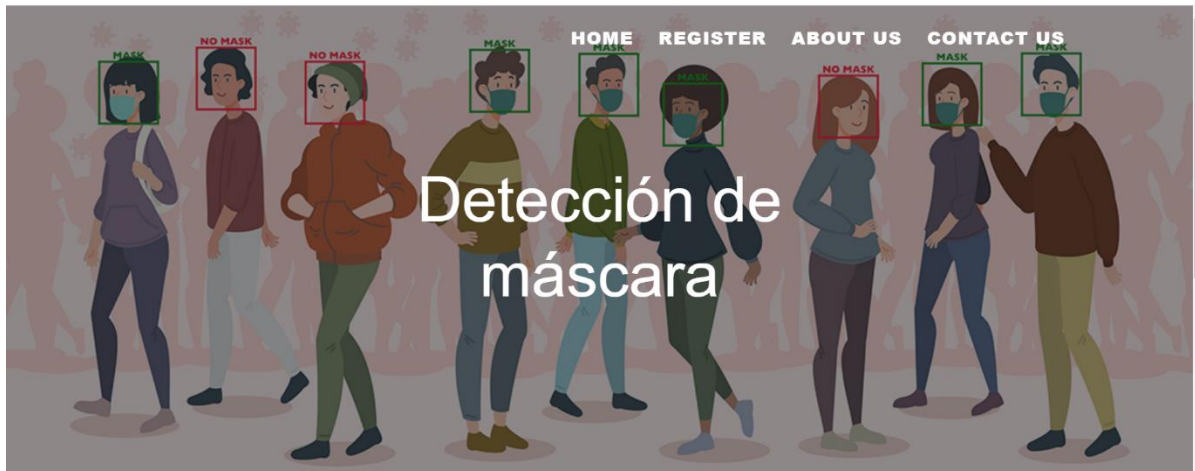 HOME REGISTER ABOUT US CONTACT US
NO MASK
MASK
NO MASK
MASK
MASK
MASK
NO MASK
MASK
MASK
Detección de
máscara